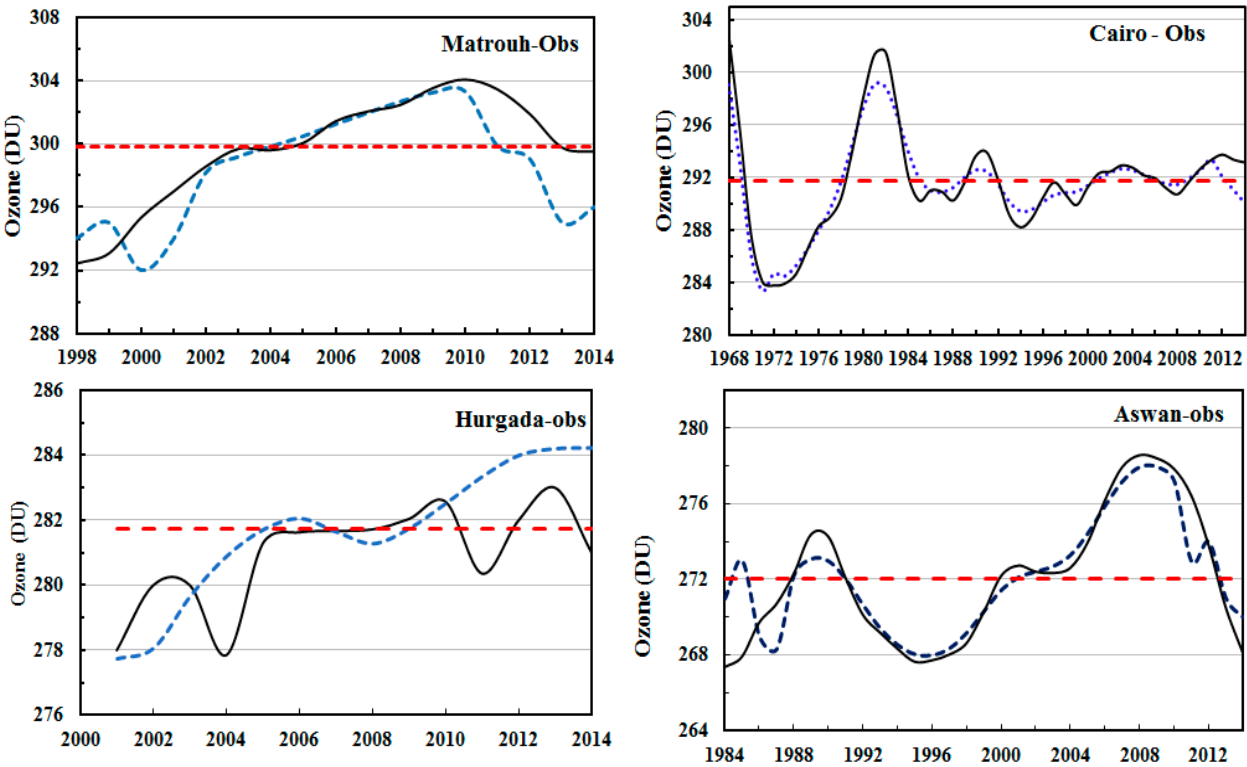 Matrouh-Obs
Ozone (DU)
308
304
300
296
292
288
1998 2000 2002 2004 2006 2008 2010 2012 2014
Cairo - Obs
Ozone (DU)
304
300
296
292
288
284
280
1968 1972 1976 1980 1984 1988 1992 1996 2000 2004 2008 2012
Hurgada-obs
Ozone (DU)
286
284
282
280
278
276
2000 2002 2004 2006 2008 2010 2012 2014
Aswan-obs
Ozone (DU)
280
276
272
268
264
1984 1988 1992 1996 2000 2004 2008 2012